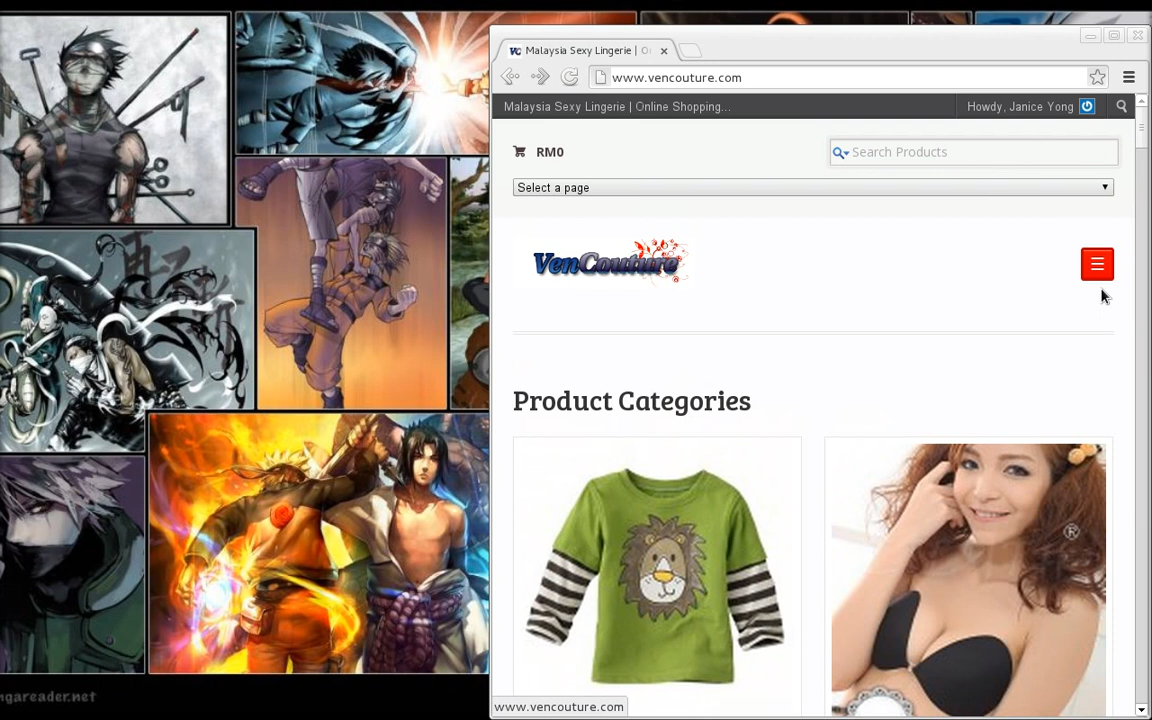 Malaysia Sexy Lingerie | O
www.vencouture.com
Malaysia Sexy Lingerie | Online Shopping...
Howdy, Janice Yong
RM0
Search Products
Select a page
VenCouture
Product Categories
®
www.vencouture.com
ngareader.net